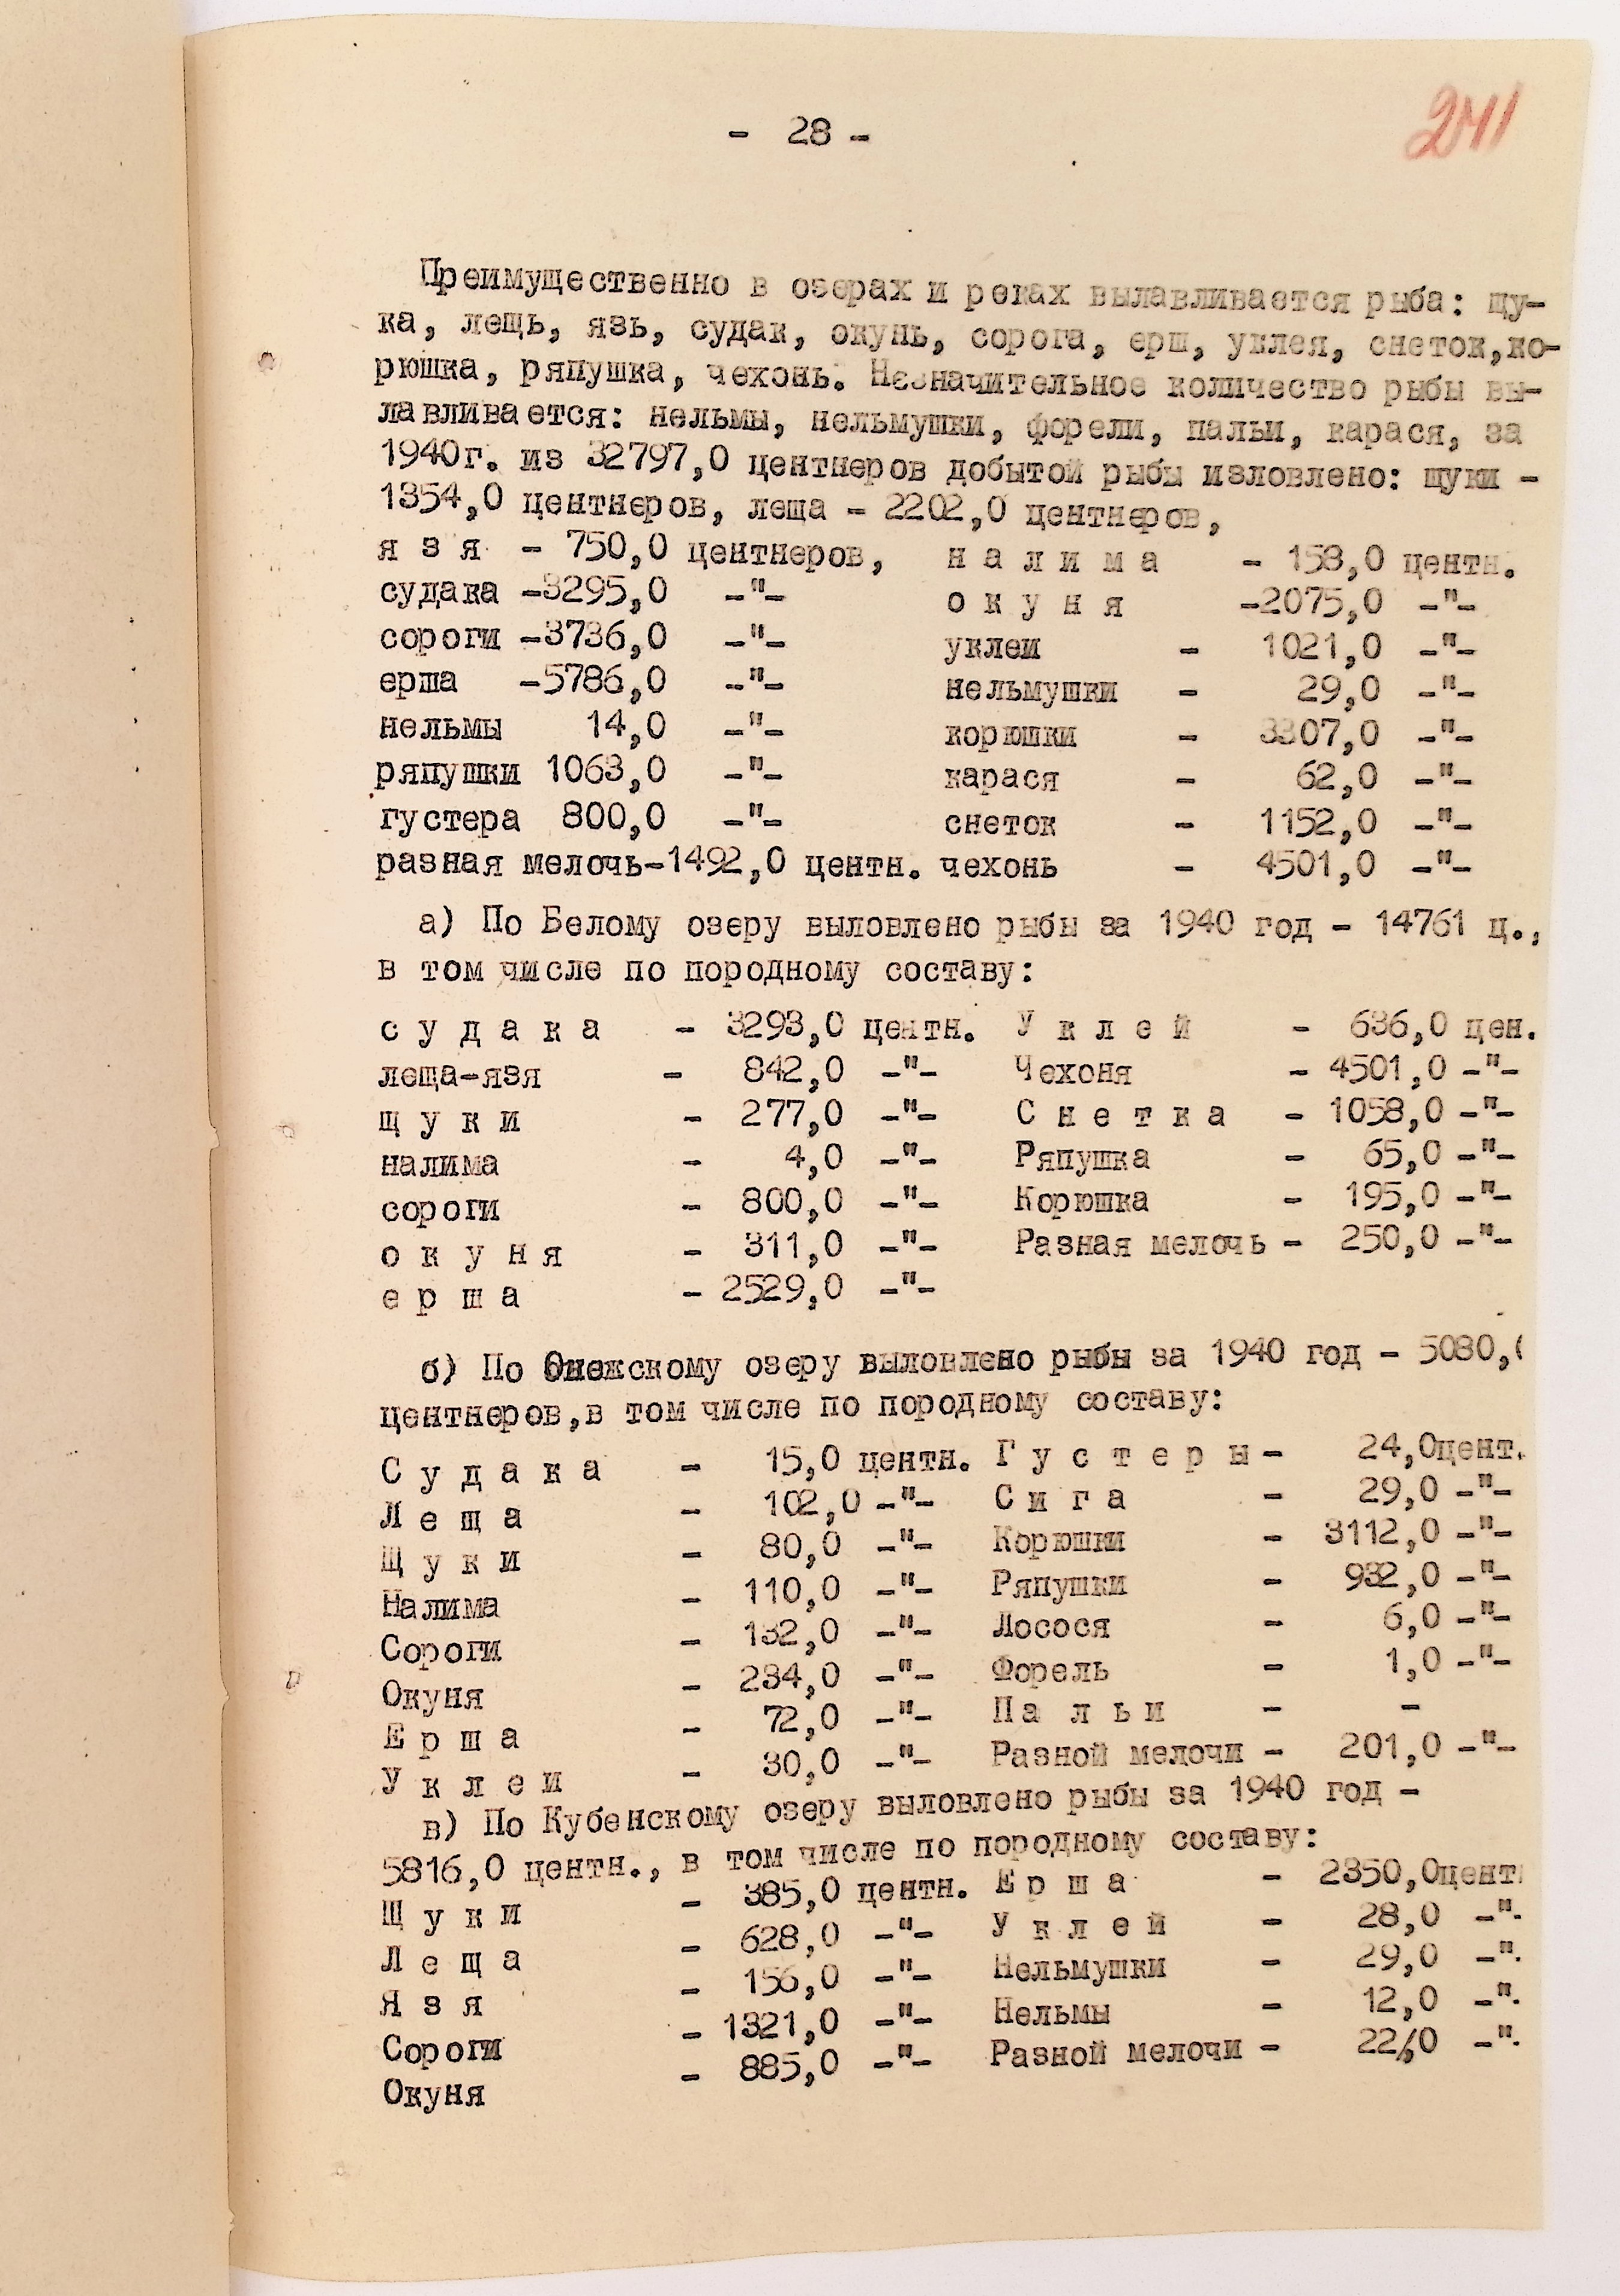 241
- 28 -
Преимущественно в озерах и реках вылавливается рыба: щу-
ка, лещь, язь, судак, окунь, сорога, ерш, уклея, снеток,ко-
рюшка, ряпушка, чехонь. Незначительное количество рыбы вы-
лавливается: нельмы, нельмушки, форели, пальи, карася, за
1940г. из 32797,0 центнеров добытой рыбы изловлено: щуки -
1354,0 центнеров, леща - 2202,0 центнеров,
я з я - 750,0 центнеров, н а л и м а - 158,0 центн.
судака -3295,0 -"- о к у н я -2075,0 -"-
сороги -3736,0 -"- уклеи - 1021,0 -"-
ерша -5786,0 -"- нельмушки - 29,0 -"-
нельмы 14,0 -"- корюшки - 3307,0 -"-
ряпушки 1063,0 -"- карася - 62,0 -"-
густера 800,0 -"- снеток - 1152,0 -"-
разная мелочь-1492,0 центн. чехонь - 4501,0 -"-
а) По Белому озеру выловлено рыбы за 1940 год - 14761 ц.,
в том числе по породному составу:
с у д а к а - 3293,0 центн. У к л е й - 636,0 цен.
леща-язя - 842,0 -"- Чехоня - 4501,0 -"-
щ у к и - 277,0 -"- С н е т к а - 1058,0 -"-
налима - 4,0 -"- Ряпушка - 65,0 -"-
сороги - 800,0 -"- Корюшка - 195,0 -"-
о к у н я - 311,0 -"- Разная мелочь - 250,0 -"-
е р ш а - 2529,0 -"-
б) По Онежскому озеру выловлено рыбы за 1940 год - 5080,0
центнеров,в том числе по породному составу:
С у д а к а - 15,0 центн. Г у с т е р ы - 24,0цент.
Л е щ а - 102,0 -"- С и г а - 29,0 -"-
Щ у к и - 80,0 -"- Корюшки - 3112,0 -"-
Налима - 110,0 -"- Ряпушки - 932,0 -"-
Сороги - 132,0 -"- Лосося - 6,0 -"-
Окуня - 234,0 -"- Форель - 1,0 -"-
Е р ш а - 72,0 -"- П а л ь и - -
У к л е и - 30,0 -"- Разной мелочи - 201,0 -"-
в) По Кубенскому озеру выловлено рыбы за 1940 год -
5816,0 центн., в том числе по породному составу:
Щ у к и - 385,0 центн. Е р ш а - 2350,0цент.
Л е щ а - 628,0 -"- У к л е й - 28,0 -"-
Я з я - 156,0 -"- Нельмушки - 29,0 -"-
Сороги - 1321,0 -"- Нельмы - 12,0 -"-
Окуня - 885,0 -"- Разной мелочи - 22,0 -"-